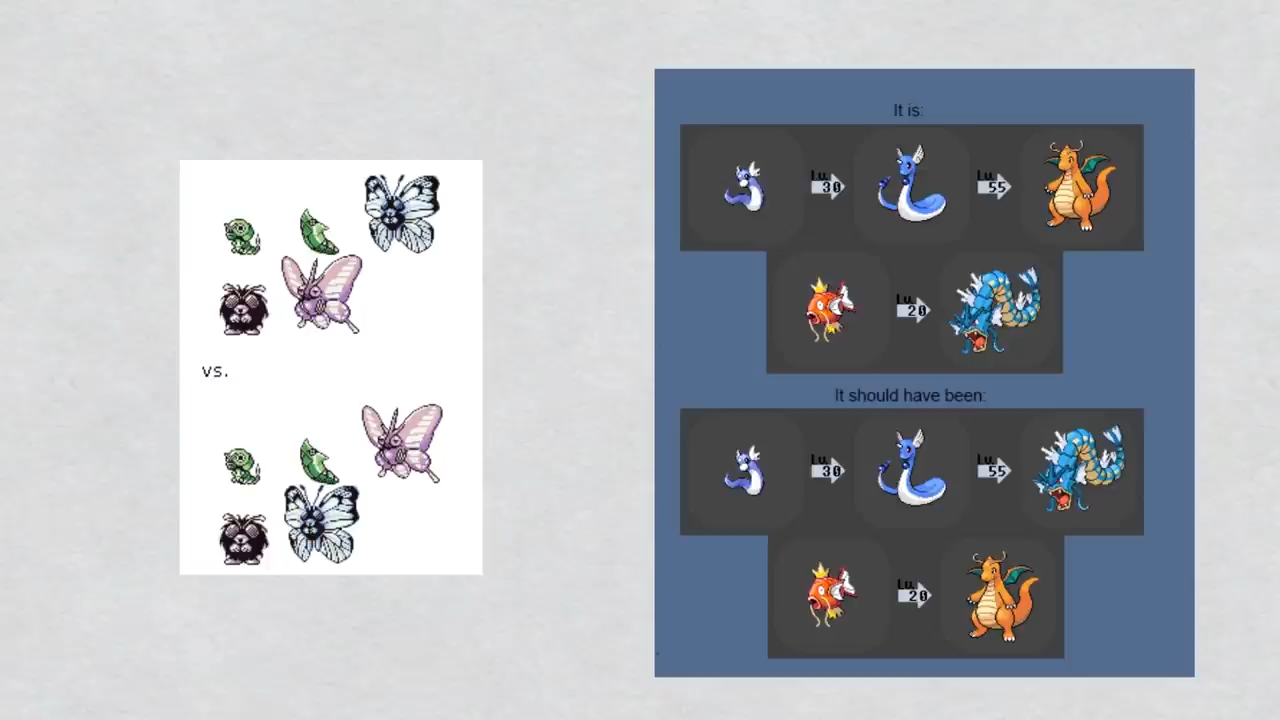 vs.
It is:
Lv. 30
Lv. 55
Lv. 20
It should have been:
Lv. 30
Lv. 55
Lv. 20